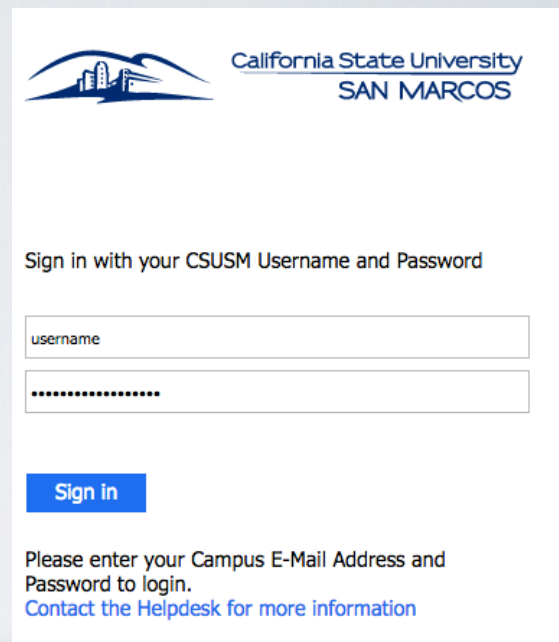 California State University
SAN MARCOS
Sign in with your CSUSM Username and Password
username
••••••••••••••••••
Sign in
Please enter your Campus E-Mail Address and
Password to login.
Contact the Helpdesk for more information